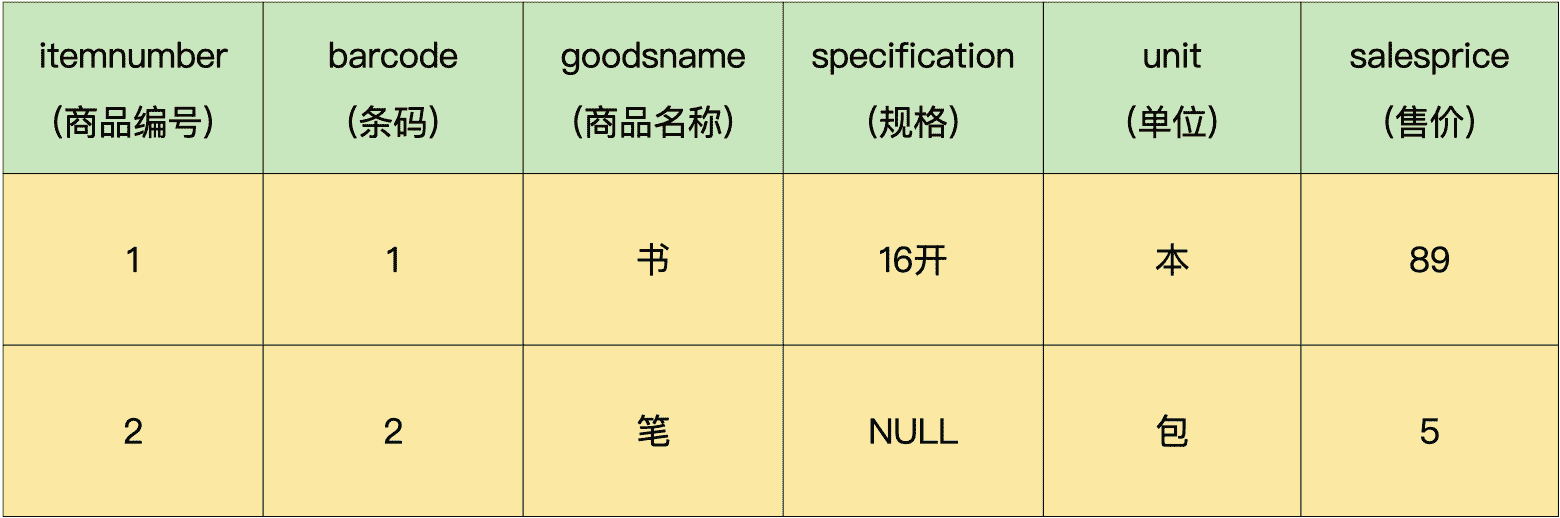 itemnumber barcode goodsname specification unit salesprice
（商品编号） （条码） （商品名称） （规格） （单位） （售价）
1 1 书 16开 本 89
2 2 笔 NULL 包 5